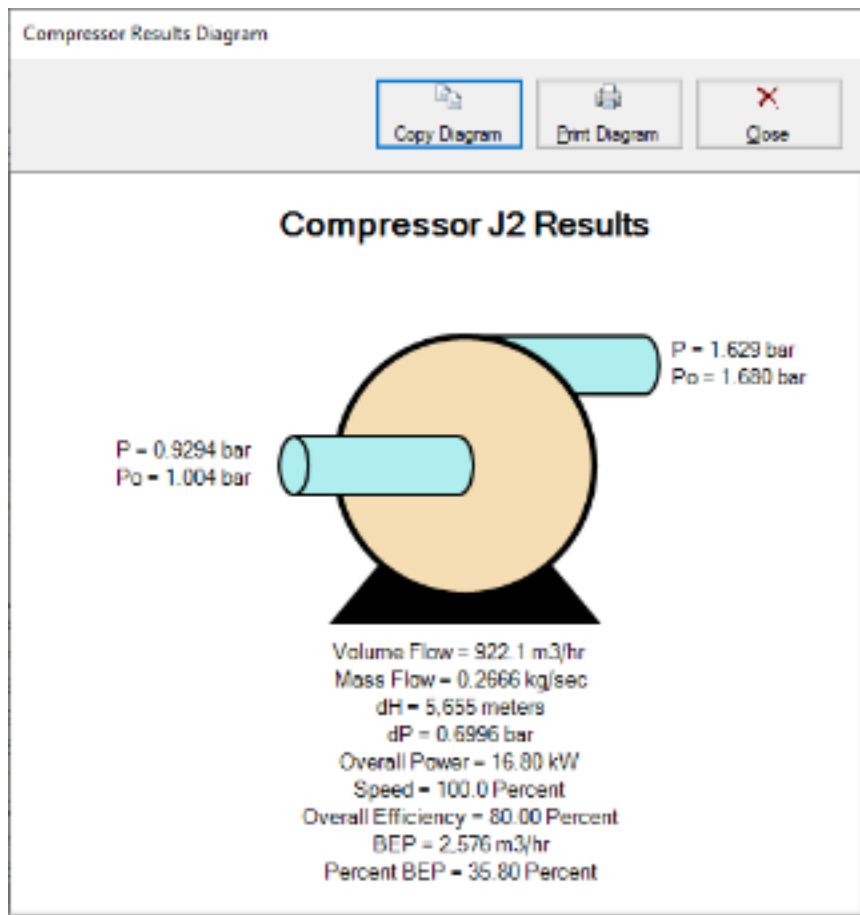 Compressor Results Diagram
Copy Diagram
Print Diagram
Close
Compressor J2 Results
P = 1.629 bar
Po = 1.680 bar
P = 0.9294 bar
Po = 1.004 bar
Volume Flow = 922.1 m3/hr
Mass Flow = 0.2666 kg/sec
dH = 5,655 meters
dP = 0.6996 bar
Overall Power = 16.80 kW
Speed = 100.0 Percent
Overall Efficiency = 80.00 Percent
BEP = 2,576 m3/hr
Percent BEP = 35.80 Percent